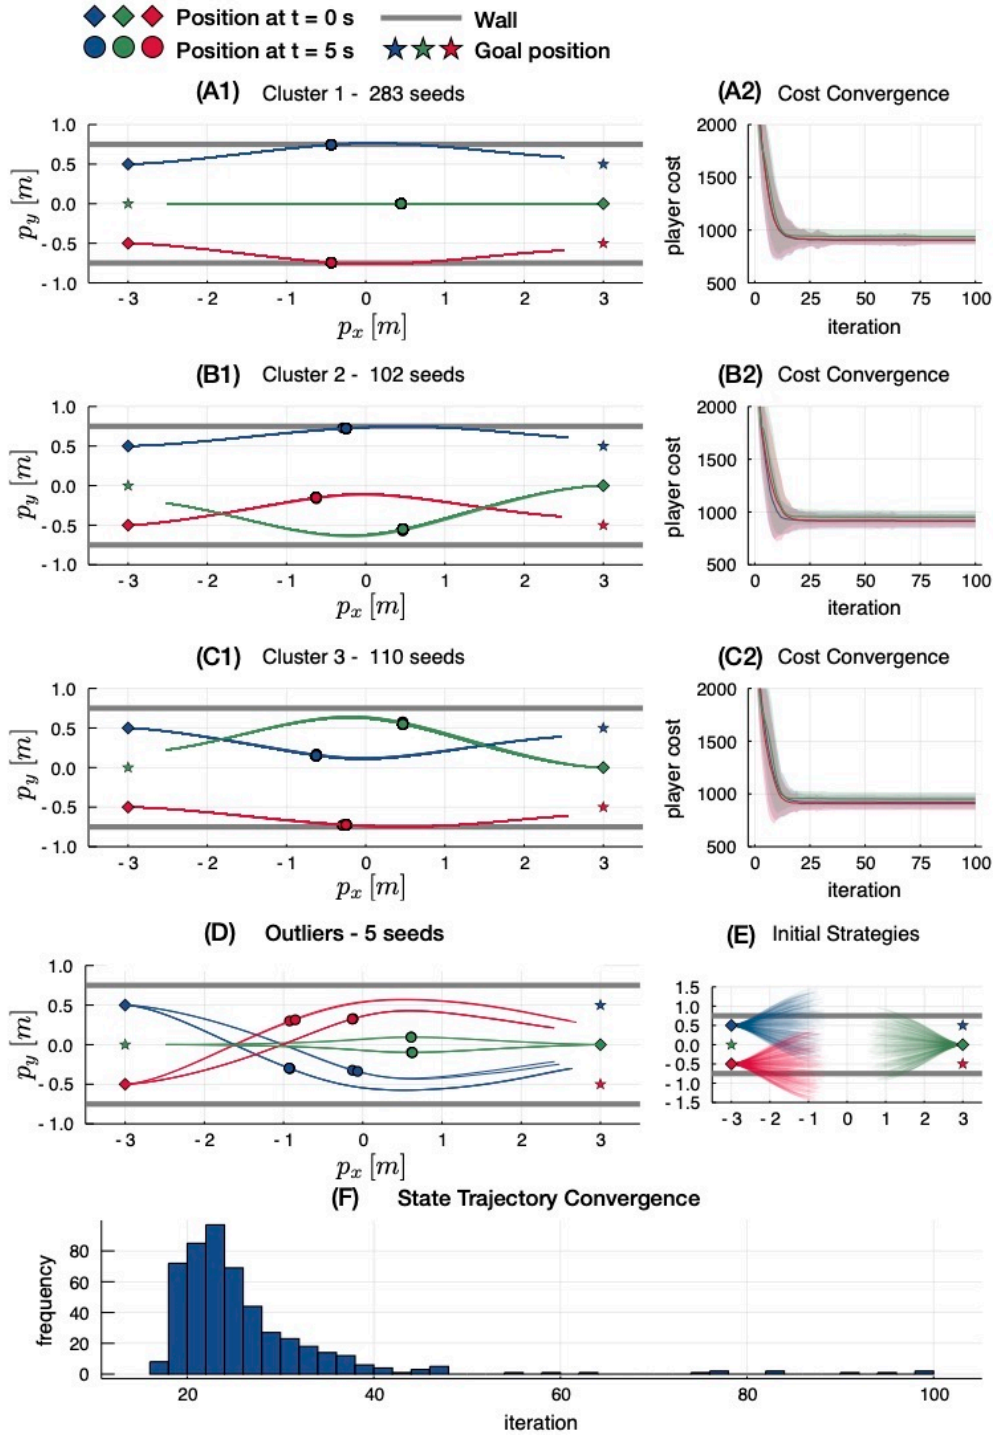 Position at t = 0 s Wall
Position at t = 5 s Goal position
(A1) Cluster 1 - 283 seeds
1.0
0.5
0.0
- 0.5
- 1.0
p_y [m]
- 3 - 2 - 1 0 1 2 3
p_x [m]
(A2) Cost Convergence
2000
1500
1000
500
player cost
0 25 50 75 100
iteration
(B1) Cluster 2 - 102 seeds
1.0
0.5
0.0
- 0.5
- 1.0
p_y [m]
- 3 - 2 - 1 0 1 2 3
p_x [m]
(B2) Cost Convergence
2000
1500
1000
500
player cost
0 25 50 75 100
iteration
(C1) Cluster 3 - 110 seeds
1.0
0.5
0.0
- 0.5
- 1.0
p_y [m]
- 3 - 2 - 1 0 1 2 3
p_x [m]
(C2) Cost Convergence
2000
1500
1000
500
player cost
0 25 50 75 100
iteration
(D) Outliers - 5 seeds
1.0
0.5
0.0
- 0.5
- 1.0
p_y [m]
- 3 - 2 - 1 0 1 2 3
p_x [m]
(E) Initial Strategies
1.5
1.0
0.5
0.0
- 0.5
- 1.0
- 1.5
- 3 - 2 - 1 0 1 2 3
(F) State Trajectory Convergence
80
60
40
20
0
frequency
20 40 60 80 100
iteration